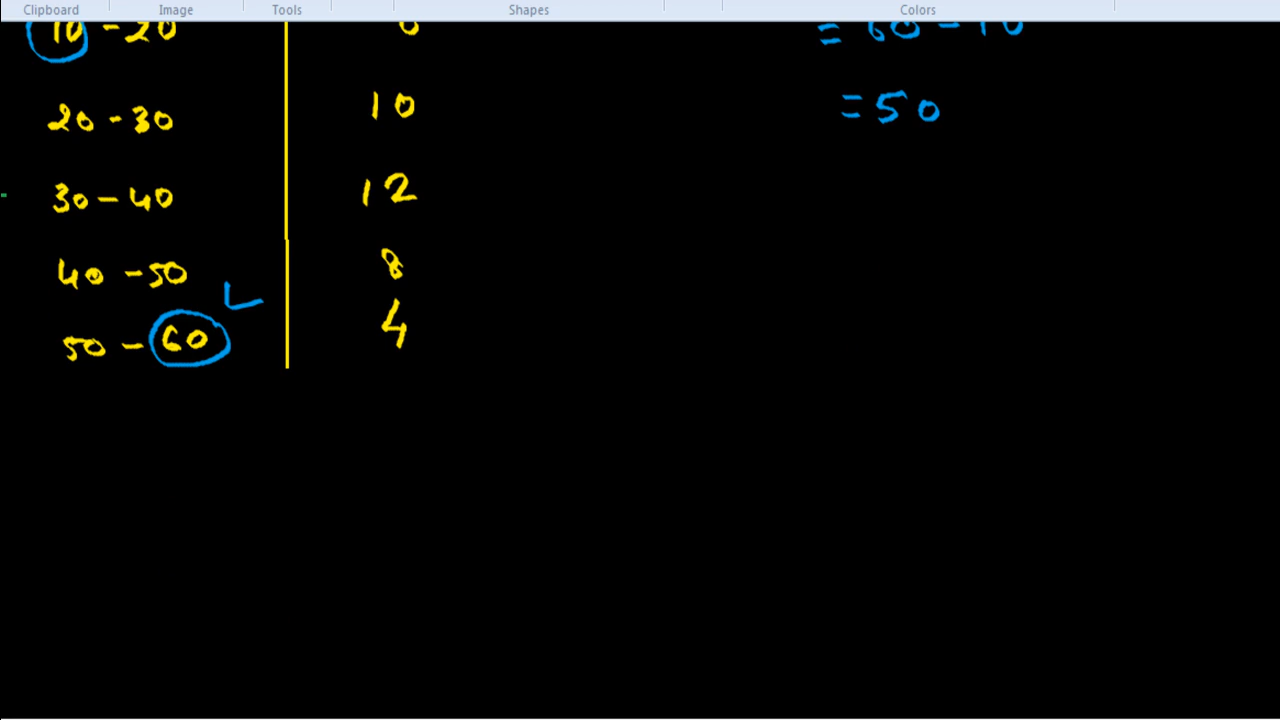 Clipboard Image Tools Shapes Colors
10 - 20 = 60 - 10
20 - 30 10 = 50
30 - 40 12
40 - 50 8
50 - 60 4